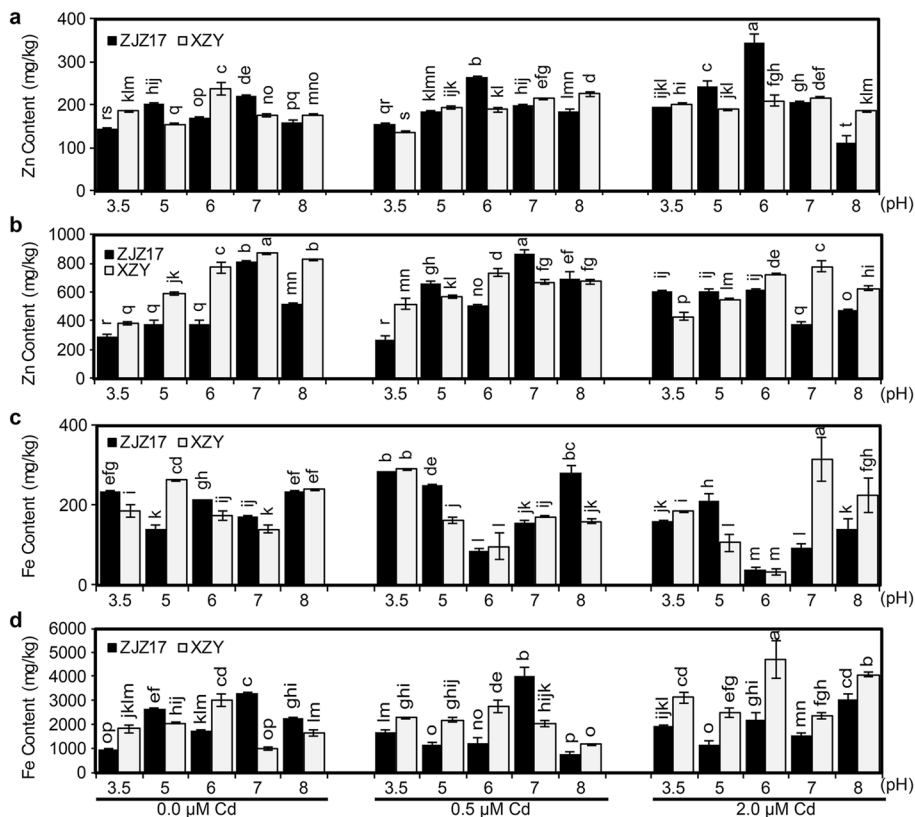 a
ZJZ17 XZY
Zn Content (mg/kg)
400
300
200
100
0
rs klm hij q op c de no pq mno
qr s klmn ijk b kl hij efg lmn d
ijkl hi c jkl a fgh gh def t klm
3.5 5 6 7 8 3.5 5 6 7 8 3.5 5 6 7 8 (pH)
b
ZJZ17
XZY
Zn Content (mg/kg)
1000
800
600
400
200
0
r q q jk q c b a mn b
r mn gh kl no d a fg ef fg
ij p ij lm ij de q c o hi
3.5 5 6 7 8 3.5 5 6 7 8 3.5 5 6 7 8 (pH)
c
ZJZ17 XZY
Fe Content (mg/kg)
400
200
0
efg i k cd gh ij ij k ef ef
b b de j l l jk ij bc jk
jk i h l m m l a k fgh
3.5 5 6 7 8 3.5 5 6 7 8 3.5 5 6 7 8 (pH)
d
ZJZ17 XZY
Fe Content (mg/kg)
6000
5000
4000
3000
2000
1000
0
op jklm ef hij klm cd c op ghi lm
lm ghi o ghij no de b hijk p o
ijkl cd o efg ghi a mn fgh cd b
3.5 5 6 7 8 3.5 5 6 7 8 3.5 5 6 7 8 (pH)
0.0 µM Cd 0.5 µM Cd 2.0 µM Cd